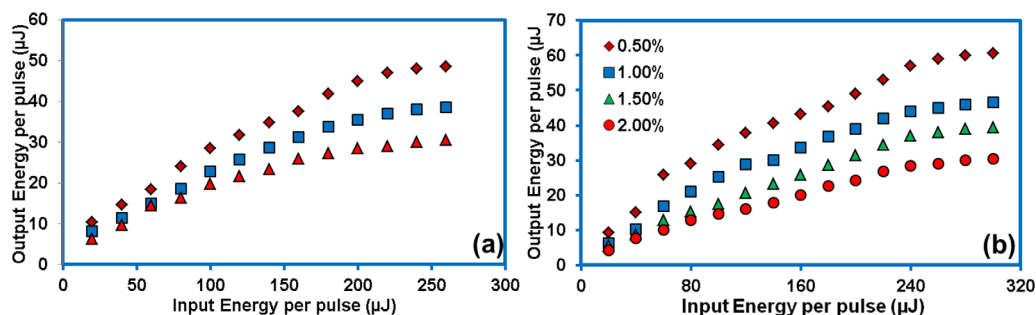 Output Energy per pulse (µJ)
60
50
40
30
20
10
0
0 50 100 150 200 250 300
Input Energy per pulse (µJ)
(a)
Output Energy per pulse (µJ
70
60
50
40
30
20
10
0
0 80 160 240 320
Input Energy per pulse (µJ)
0.50%
1.00%
1.50%
2.00%
(b)